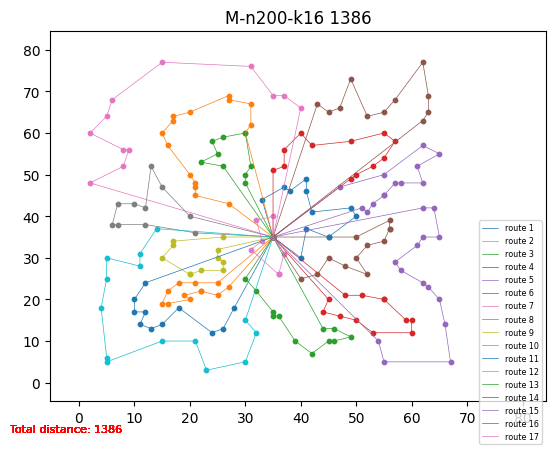 M-n200-k16 1386
80
70
60
50
40
30
20
10
0
0 10 20 30 40 50 60 70 80
route 1
route 2
route 3
route 4
route 5
route 6
route 7
route 8
route 9
route 10
route 11
route 12
route 13
route 14
route 15
route 16
route 17
Total distance: 1386